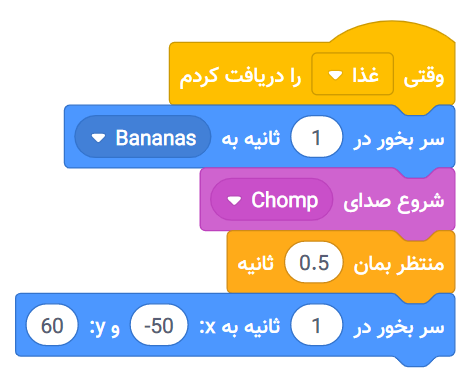 وقتی غذا را دریافت کردم
سر بخور در 1 ثانیه به Bananas
شروع صدای Chomp
منتظر بمان 0.5 ثانیه
سر بخور در 1 ثانیه به x: -50 و y: 60